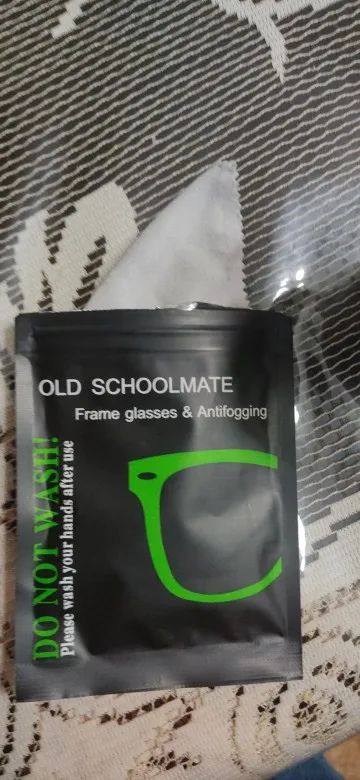 OLD SCHOOLMATE
Frame glasses & Antifogging
DO NOT WASH!
Please wash your hands after use